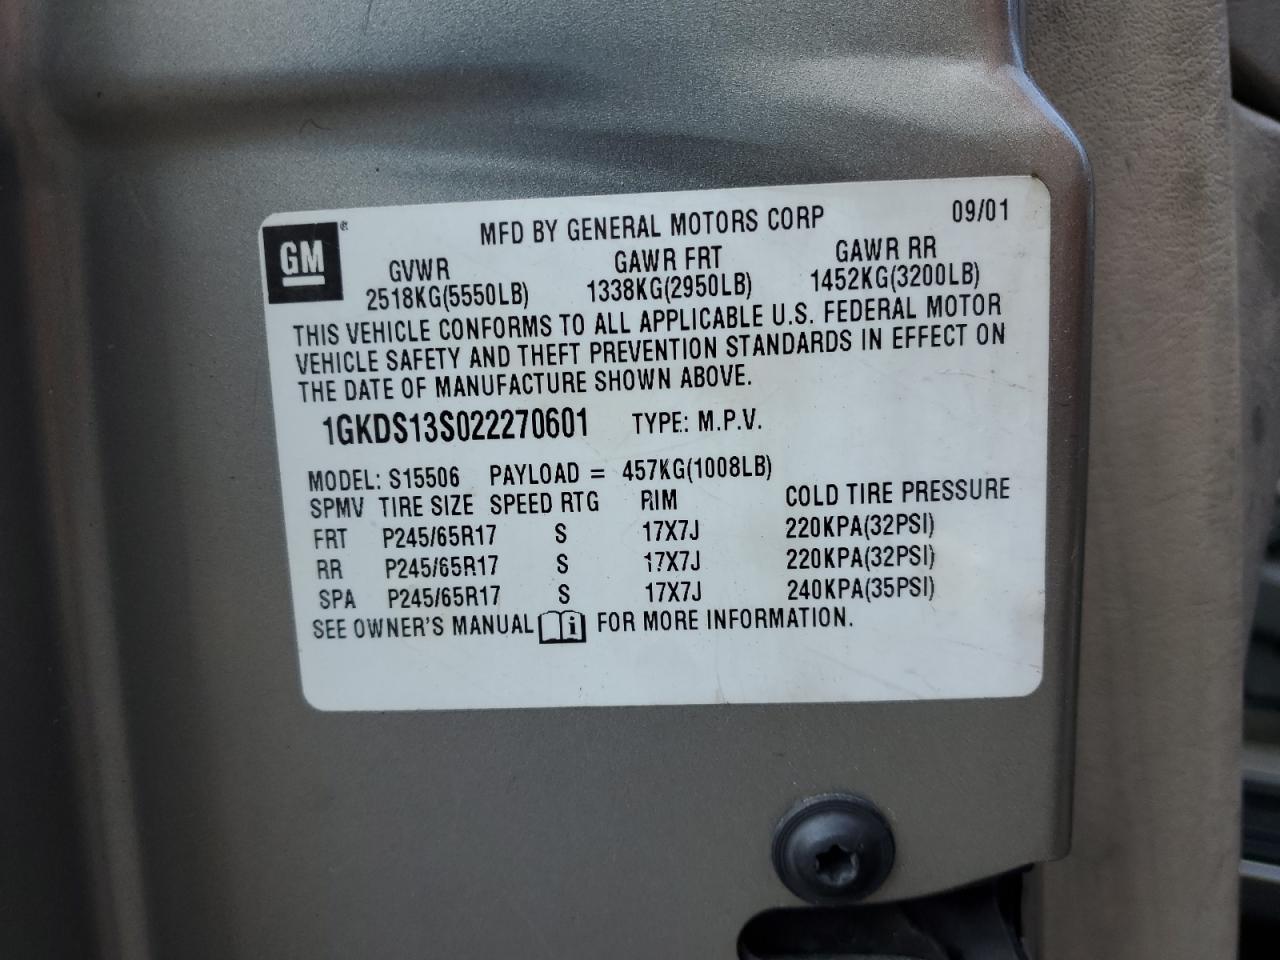 GM®
MFD BY GENERAL MOTORS CORP 09/01
GVWR GAWR FRT GAWR RR
2518KG(5550LB) 1338KG(2950LB) 1452KG(3200LB)
THIS VEHICLE CONFORMS TO ALL APPLICABLE U.S. FEDERAL MOTOR
VEHICLE SAFETY AND THEFT PREVENTION STANDARDS IN EFFECT ON
THE DATE OF MANUFACTURE SHOWN ABOVE.
1GKDS13S022270601 TYPE: M.P.V.
MODEL: S15506 PAYLOAD = 457KG(1008LB)
SPMV TIRE SIZE SPEED RTG RIM COLD TIRE PRESSURE
FRT P245/65R17 S 17X7J 220KPA(32PSI)
RR P245/65R17 S 17X7J 220KPA(32PSI)
SPA P245/65R17 S 17X7J 240KPA(35PSI)
SEE OWNER'S MANUAL i FOR MORE INFORMATION.